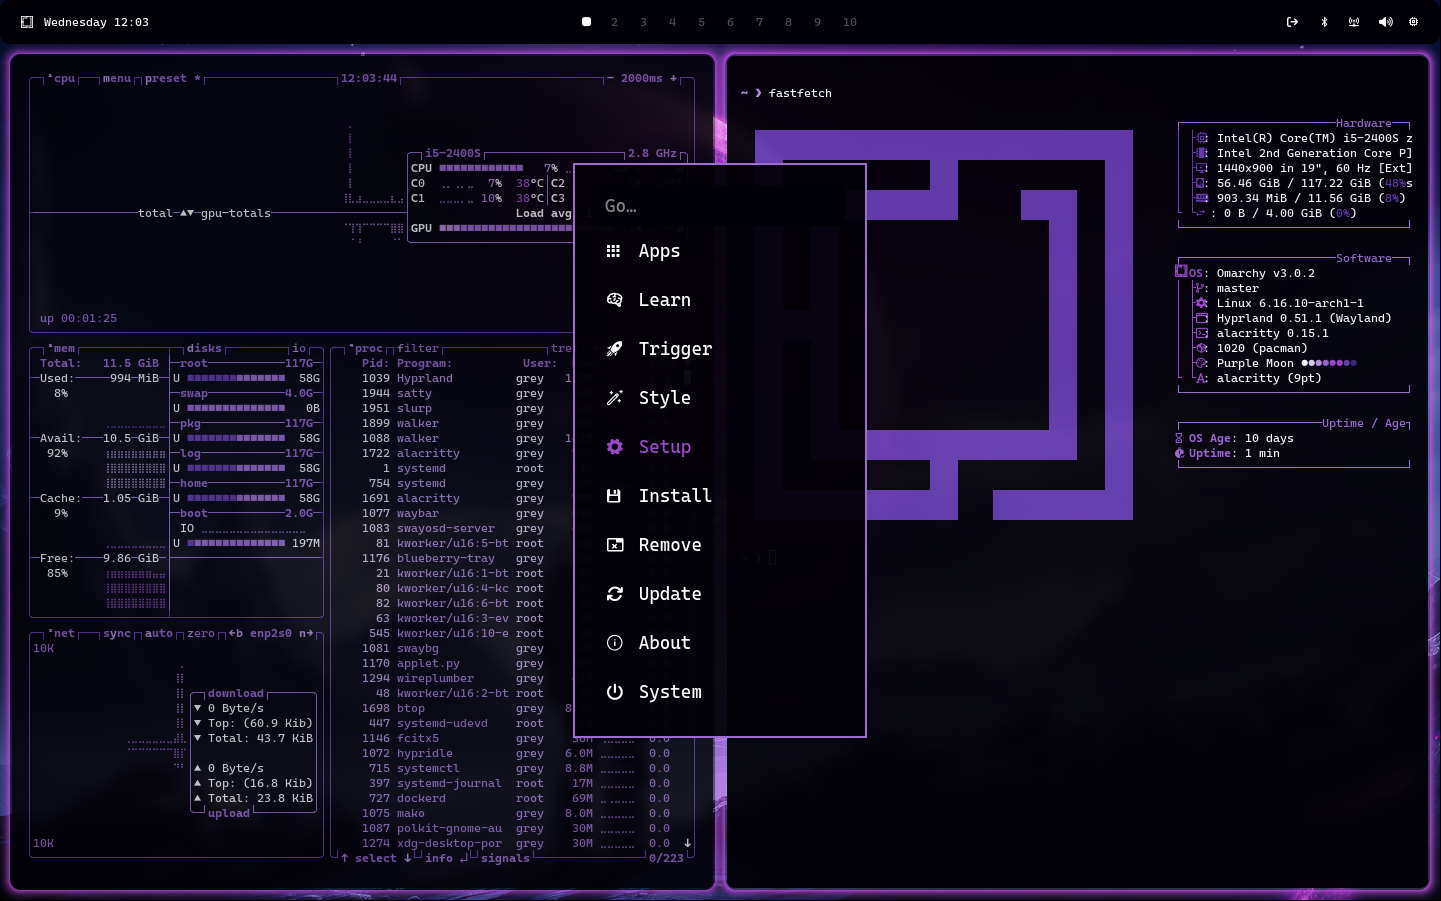 Wednesday 12:03
2 3 4 5 6 7 8 9 10
¹cpu menu preset * 12:03:44 - 2000ms +
i5-2400S 2.8 GHz
CPU 7%
C0 7% 38°C C2
C1 10% 38°C C3
Load avg
GPU
total ▲▼ gpu-totals
up 00:01:25
²mem disks io
Total: 11.5 GiB
Used: 994 MiB
8%
Avail: 10.5 GiB
92%
Cache: 1.05 GiB
9%
Free: 9.86 GiB
85%
root 117G
U 58G
swap 4.0G
U 0B
pkg 117G
U 58G
log 117G
U 58G
home 117G
U 58G
boot 2.0G
IO
U 197M
³net sync auto zero ←b enp2s0 n→
10K
download
▼ 0 Byte/s
▼ Top: (60.9 Kib)
▼ Total: 43.7 KiB
▲ 0 Byte/s
▲ Top: (16.8 Kib)
▲ Total: 23.8 KiB
upload
10K
⁴proc filter tre
Pid: Program: User:
1039 Hyprland grey
1944 satty grey
1951 slurp grey
1899 walker grey
1088 walker grey
1722 alacritty grey
1 systemd root
754 systemd grey
1691 alacritty grey
1077 waybar grey
1083 swayosd-server grey
81 kworker/u16:5-bt root
1176 blueberry-tray grey
21 kworker/u16:1-bt root
80 kworker/u16:4-kc root
82 kworker/u16:6-bt root
63 kworker/u16:3-ev root
545 kworker/u16:10-e root
1081 swaybg grey
1170 applet.py grey
1294 wireplumber grey
48 kworker/u16:2-bt root
1698 btop grey 8
447 systemd-udevd root
1146 fcitx5 grey 36M 0.0
1072 hypridle grey 6.0M 0.0
715 systemctl grey 8.8M 0.0
397 systemd-journal root 17M 0.0
727 dockerd root 69M 0.0
1075 mako grey 8.0M 0.0
1087 polkit-gnome-au grey 30M 0.0
1274 xdg-desktop-por grey 30M 0.0 ↓
↑ select ↓ info ↲ signals 0/223
Go…
Apps
Learn
Trigger
Style
Setup
Install
Remove
Update
About
System
~ ❯ fastfetch
Hardware
: Intel(R) Core(TM) i5-2400S z
: Intel 2nd Generation Core P]
: 1440x900 in 19", 60 Hz [Ext]
: 56.46 GiB / 117.22 GiB (48%s
: 903.34 MiB / 11.56 GiB (8%)
: 0 B / 4.00 GiB (0%)
Software
OS: Omarchy v3.0.2
: master
: Linux 6.16.10-arch1-1
: Hyprland 0.51.1 (Wayland)
: alacritty 0.15.1
: 1020 (pacman)
: Purple Moon
: alacritty (9pt)
Uptime / Age
OS Age: 10 days
Uptime: 1 min